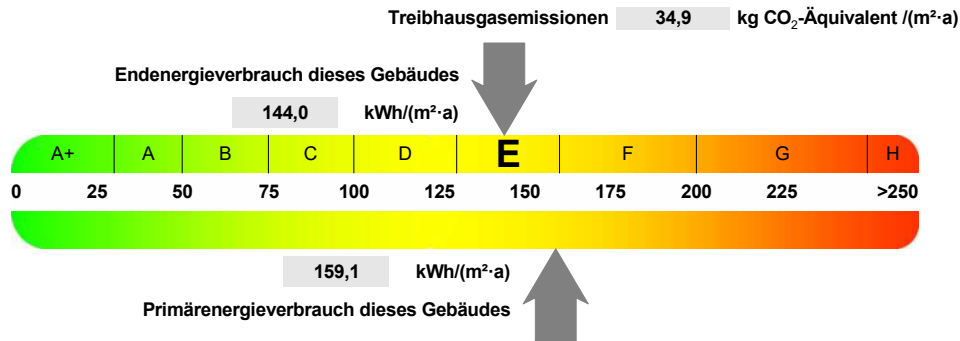 Treibhausgasemissionen 34,9 kg CO₂-Äquivalent /(m²·a)
Endenergieverbrauch dieses Gebäudes
144,0 kWh/(m²·a)
A+ A B C D E F G H
0 25 50 75 100 125 150 175 200 225 >250
159,1 kWh/(m²·a)
Primärenergieverbrauch dieses Gebäudes